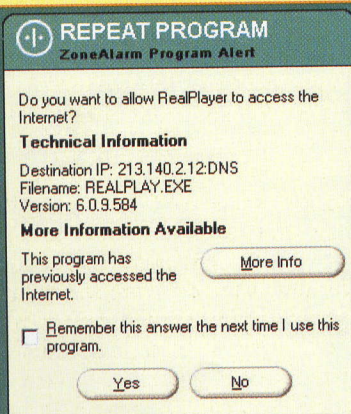 REPEAT PROGRAM
ZoneAlarm Program Alert
Do you want to allow RealPlayer to access the
Internet?
Technical Information
Destination IP: 213.140.2.12:DNS
Filename: REALPLAY.EXE
Version: 6.0.9.584
More Information Available
This program has
previously accessed the
Internet.
More Info
Remember this answer the next time I use this
program.
Yes
No